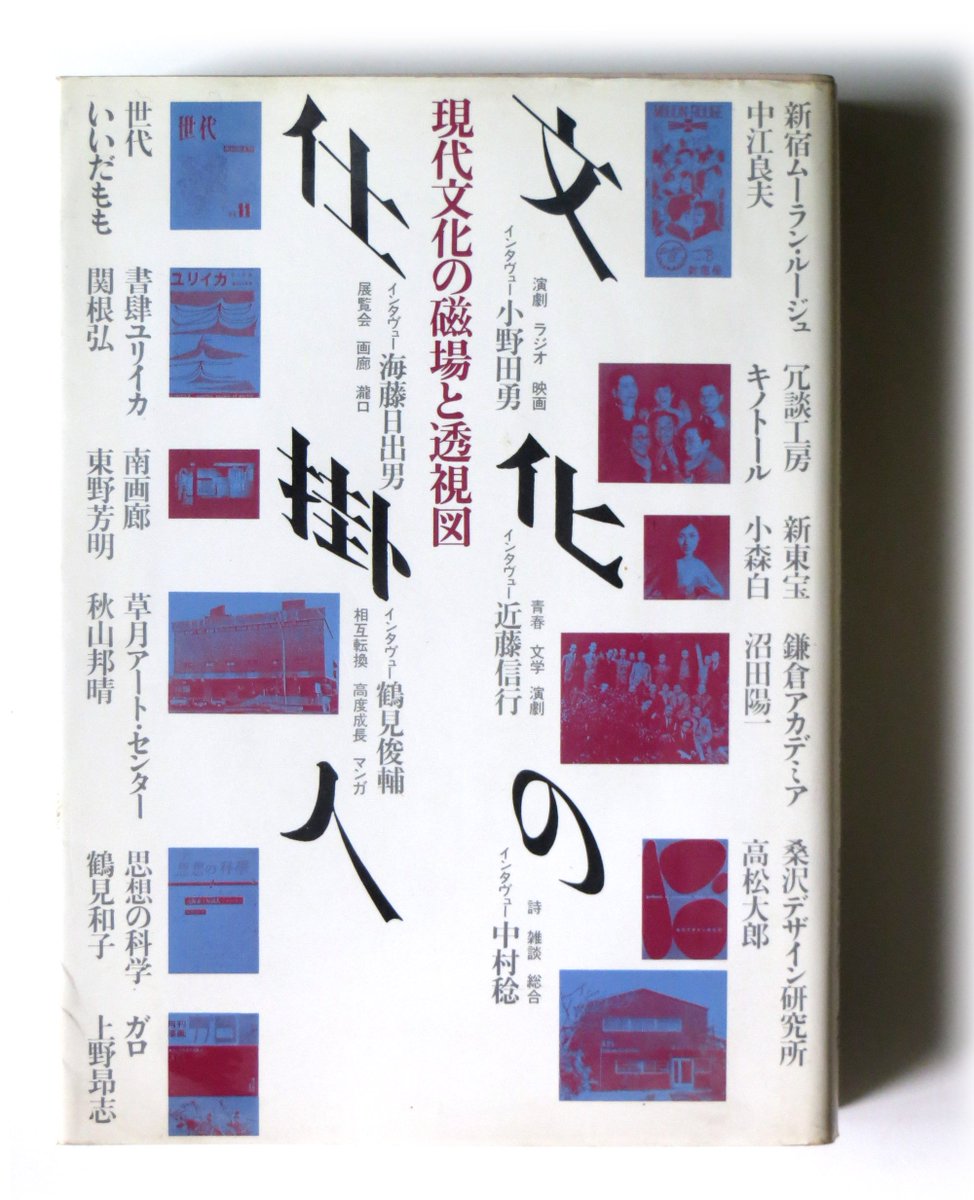 新宿ムーラン・ルージュ
中江良夫
冗談工房
キノトール
新東宝
小森白
鎌倉アカデミア
沼田陽一
桑沢デザイン研究所
高松太郎
文化の
演劇 ラジオ 映画
インタヴュー 小野田勇
青春 文学 演劇
インタヴュー 近藤信行
詩 雑談 総合
インタヴュー 中村稔
現代文化の磁場と透視図
仕掛人
インタヴュー 海藤日出男
展覧会 画廊 瀧口
インタヴュー 鶴見俊輔
相互転換 高度成長 マンガ
世代
11
ユリイカ
思想の科學
世代
いいだもも
書肆ユリイカ
関根弘
南画廊
東野芳明
草月アート・センター
秋山邦晴
思想の科学
鶴見和子
ガロ
上野昂志